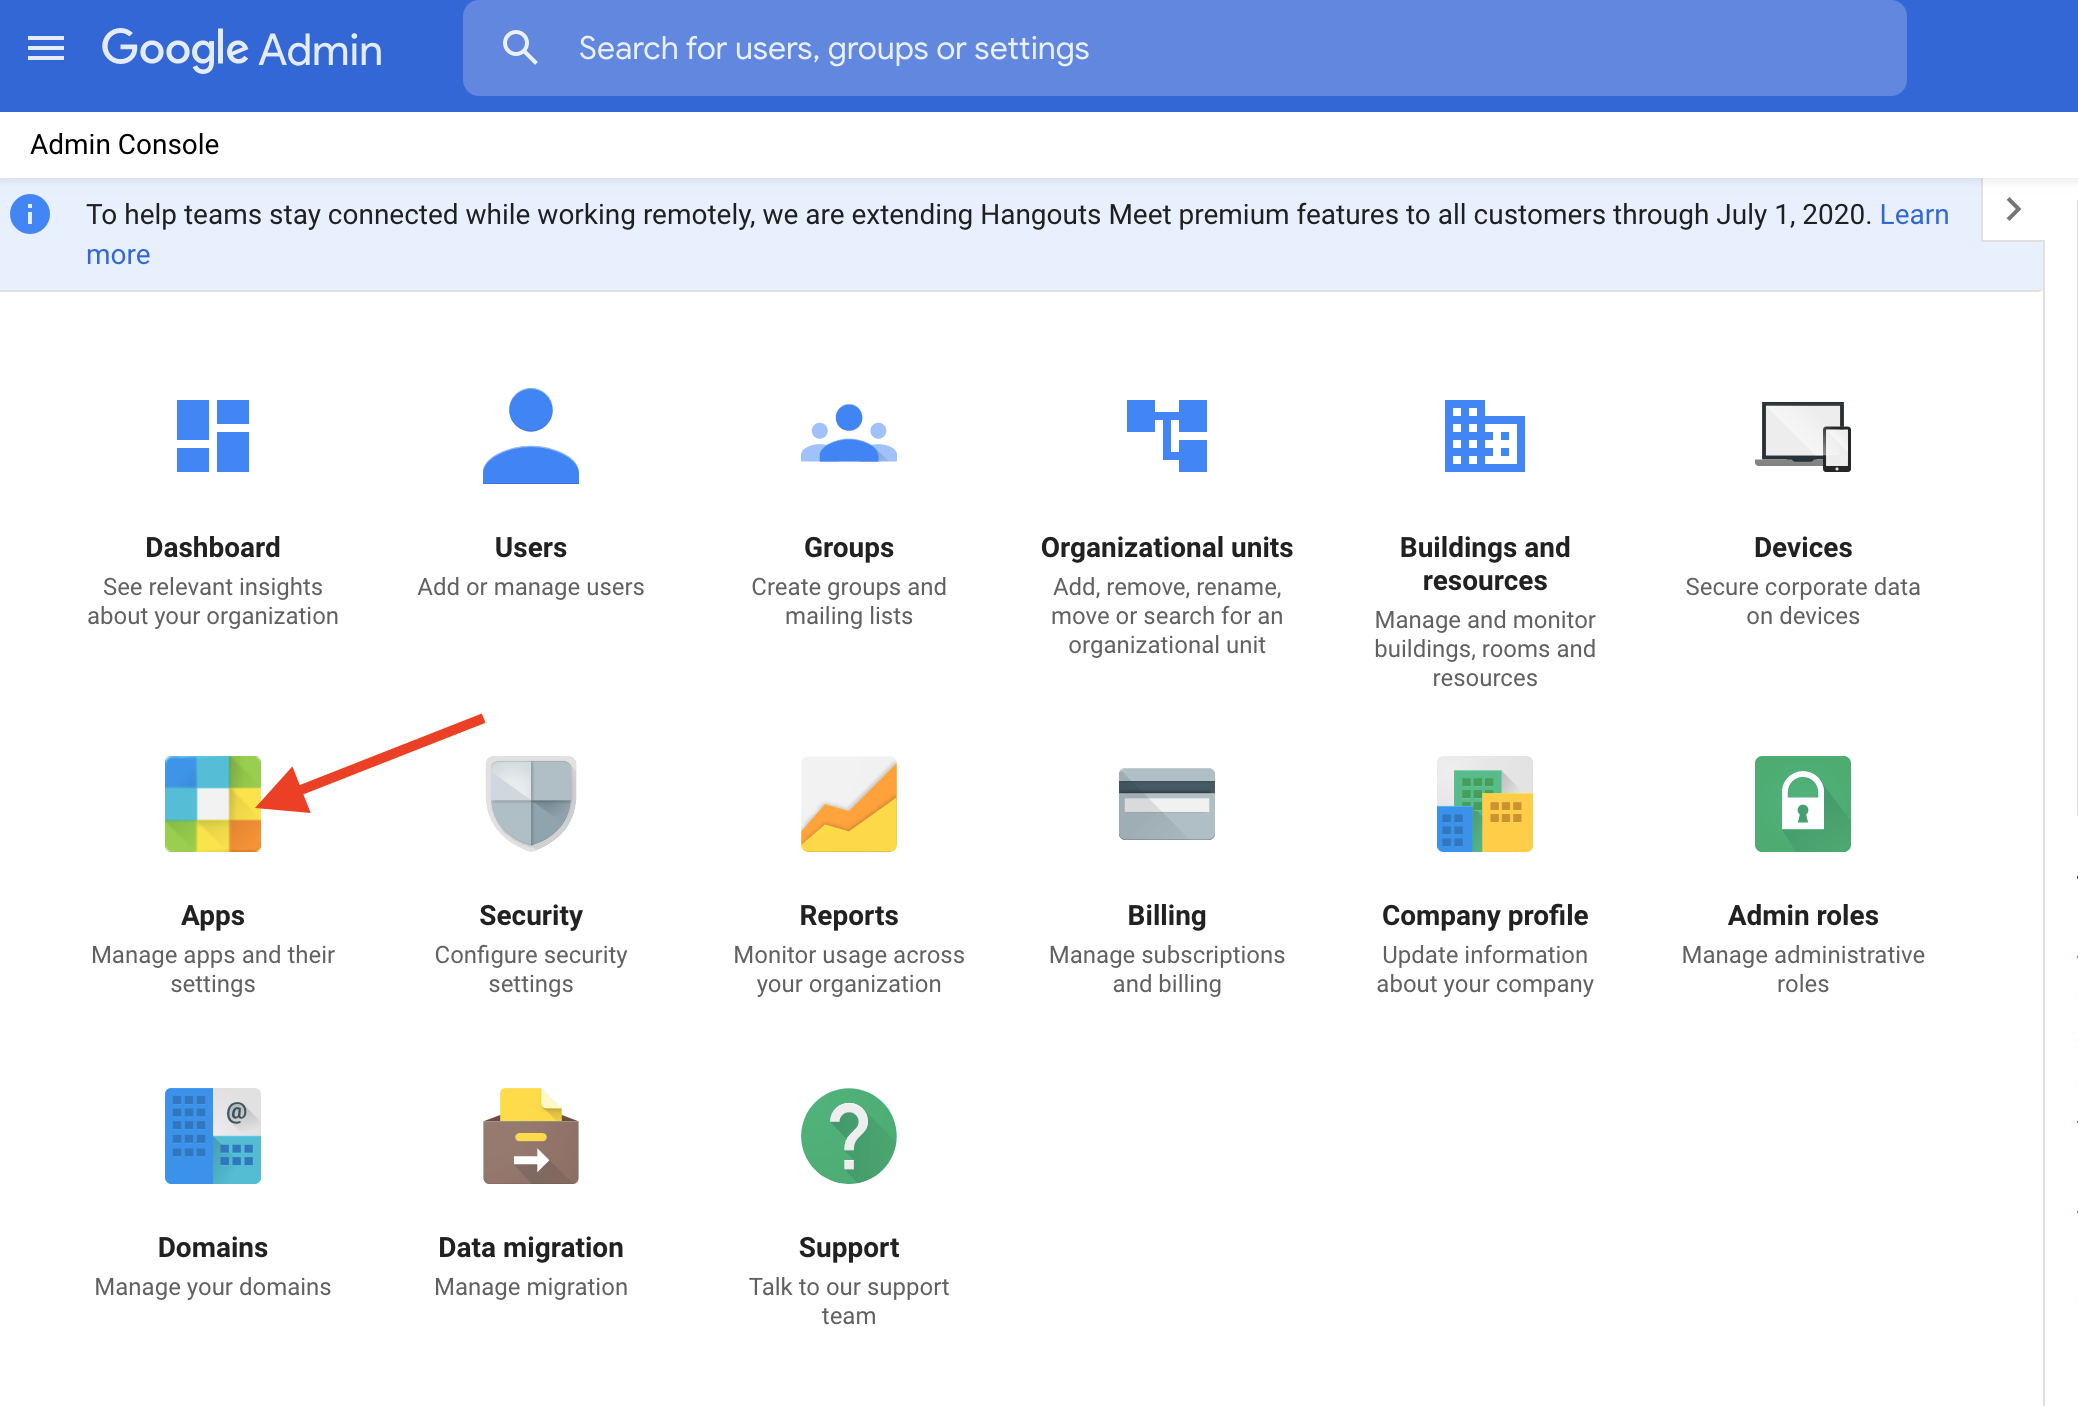 Google Admin
Search for users, groups or settings
Admin Console
To help teams stay connected while working remotely, we are extending Hangouts Meet premium features to all customers through July 1, 2020. Learn
more
Dashboard
See relevant insights
about your organization
Users
Add or manage users
Groups
Create groups and
mailing lists
Organizational units
Add, remove, rename,
move or search for an
organizational unit
Buildings and
resources
Manage and monitor
buildings, rooms and
resources
Devices
Secure corporate data
on devices
Apps
Manage apps and their
settings
Security
Configure security
settings
Reports
Monitor usage across
your organization
Billing
Manage subscriptions
and billing
Company profile
Update information
about your company
Admin roles
Manage administrative
roles
@
Domains
Manage your domains
Data migration
Manage migration
Support
Talk to our support
team